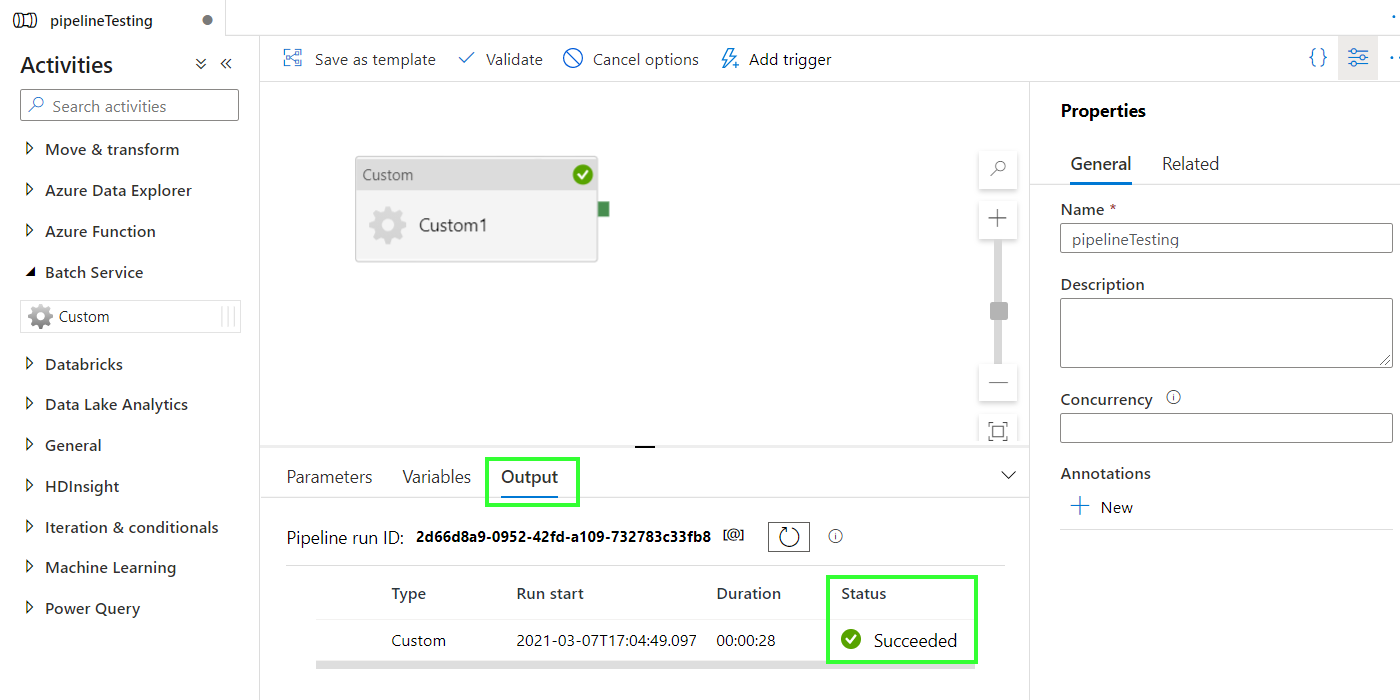 pipelineTesting
Activities
Search activities
Move & transform
Azure Data Explorer
Azure Function
Batch Service
Custom
Databricks
Data Lake Analytics
General
HDInsight
Iteration & conditionals
Machine Learning
Power Query
Save as template Validate Cancel options Add trigger
Custom
Custom1
Parameters Variables Output
Pipeline run ID: 2d66d8a9-0952-42fd-a109-732783c33fb8 [@]
Type Run start Duration Status
Custom 2021-03-07T17:04:49.097 00:00:28 Succeeded
{}
Properties
General Related
Name *
pipelineTesting
Description
Concurrency
Annotations
New